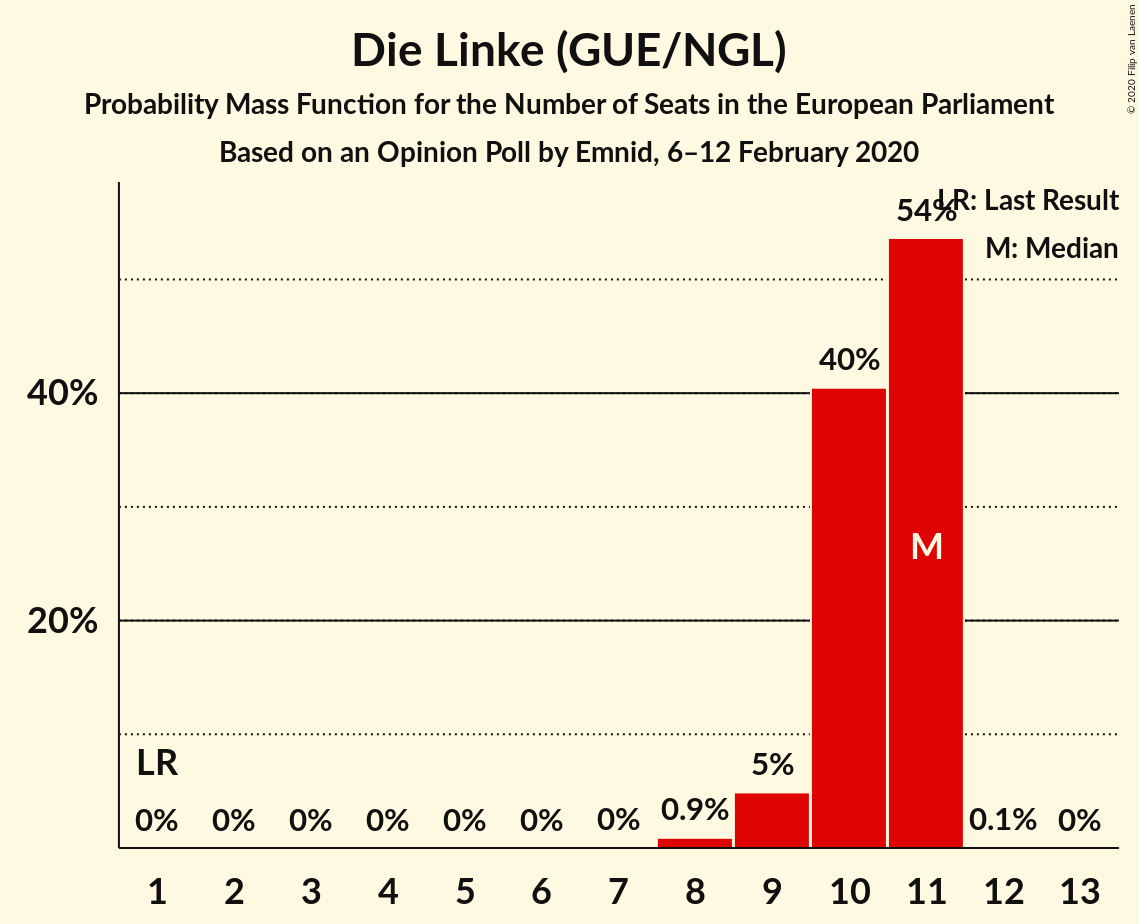 Die Linke (GUE/NGL)
Probability Mass Function for the Number of Seats in the European Parliament
Based on an Opinion Poll by Emnid, 6–12 February 2020
© 2020 Filip van Laenen
LR: Last Result
M: Median
54%
40%
40%
M
20%
LR
5%
0% 0% 0% 0% 0% 0% 0% 0.9% 0.1% 0%
1 2 3 4 5 6 7 8 9 10 11 12 13